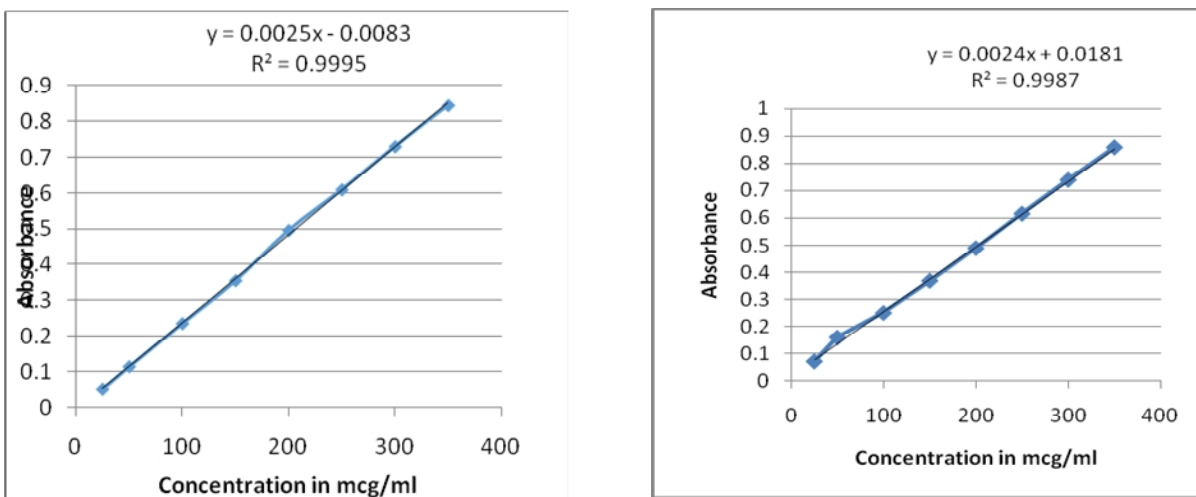 y = 0.0025x - 0.0083
R² = 0.9995
0.9
0.8
0.7
0.6
0.5
0.4
0.3
0.2
0.1
0
Absorbance
0 100 200 300 400
Concentration in mcg/ml
y = 0.0024x + 0.0181
R² = 0.9987
1
0.9
0.8
0.7
0.6
0.5
0.4
0.3
0.2
0.1
0
Absorbance
0 100 200 300 400
Concentration in mcg/ml